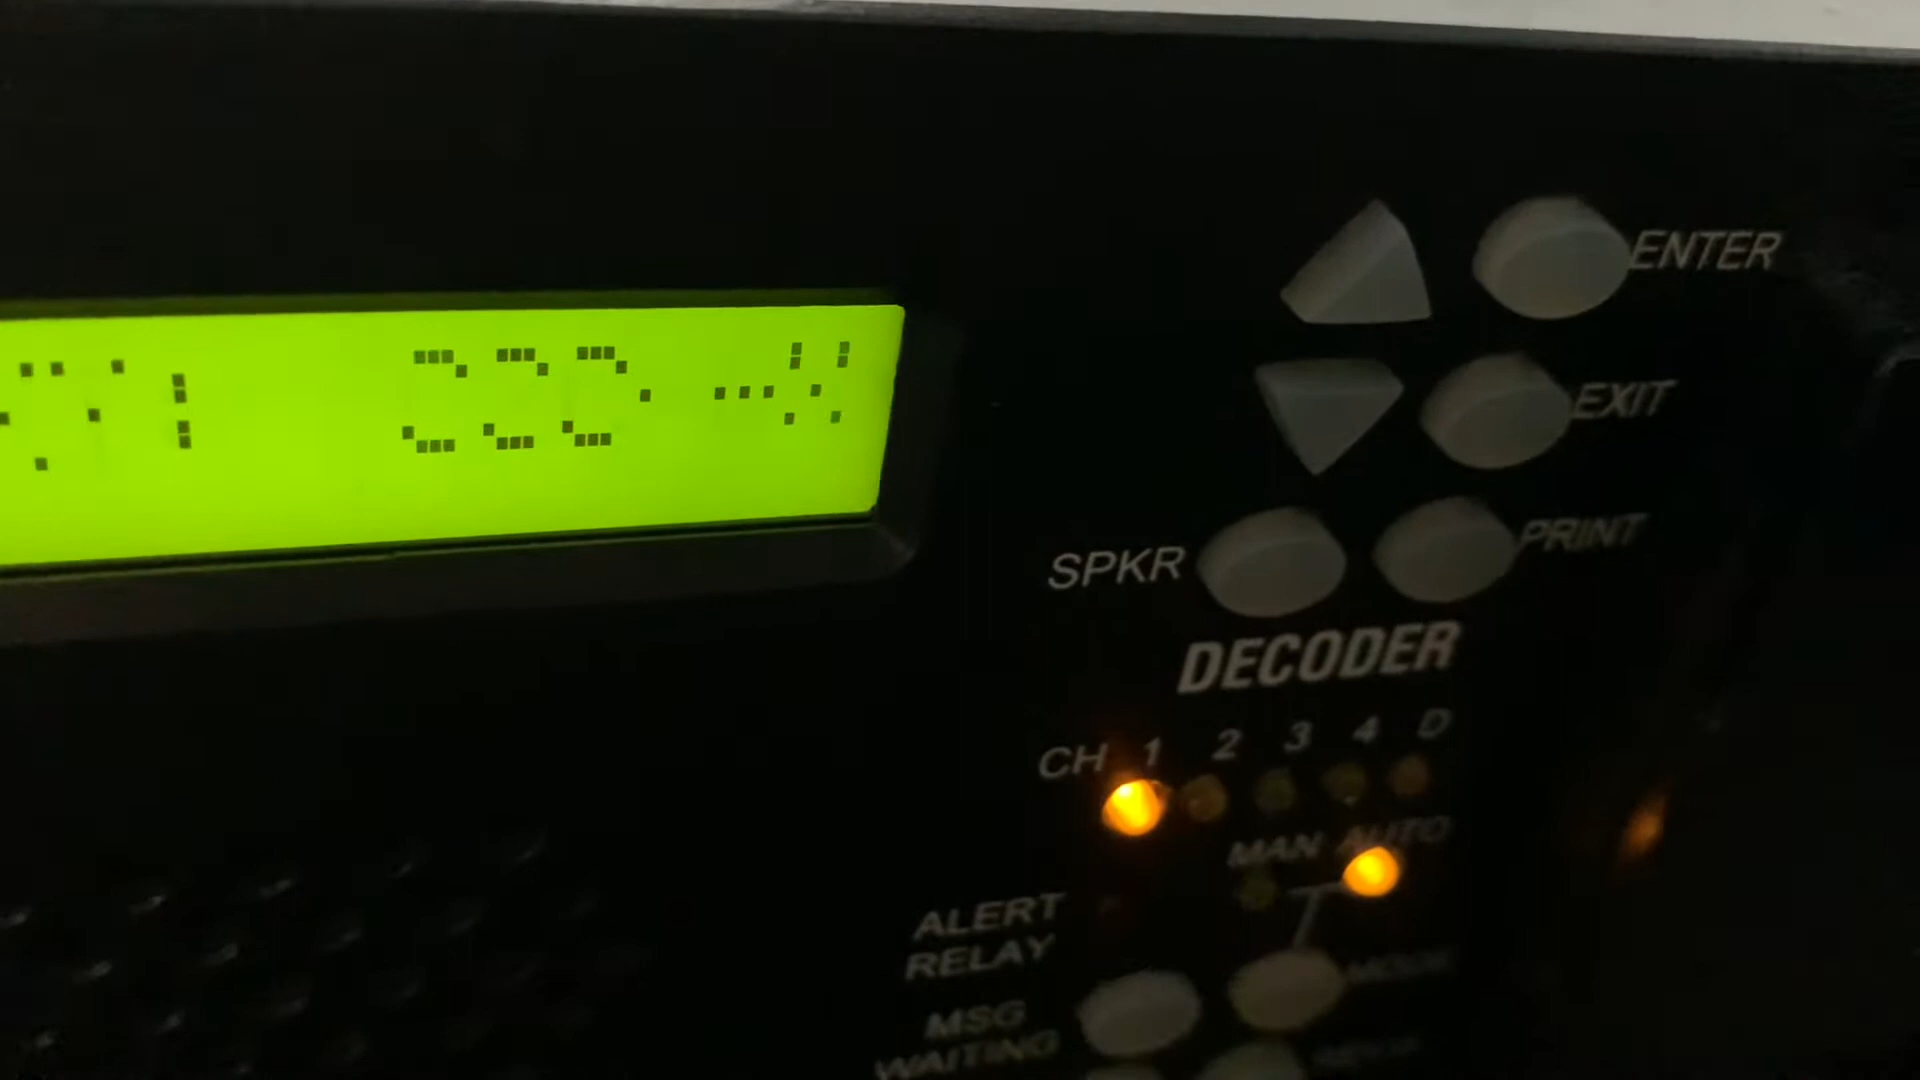 ENTER
EXIT
SPKR
PRINT
DECODER
CH 1 2 3 4 D
MAN AUTO
ALERT
RELAY
MSG
WAITING